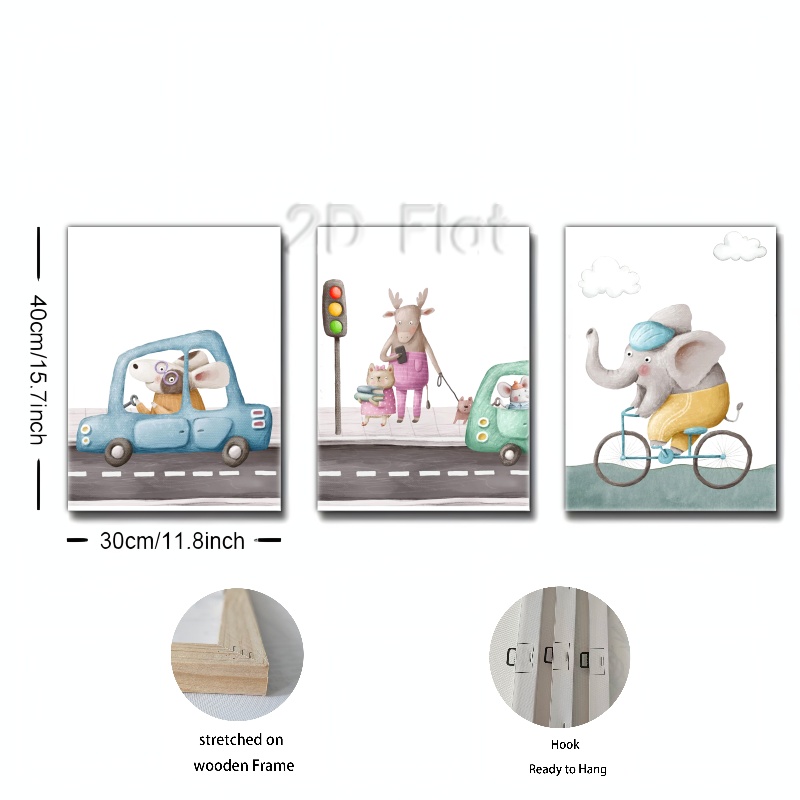 2D Flat
40cm/15.7inch
30cm/11.8inch
stretched on
wooden Frame
Hook
Ready to Hang